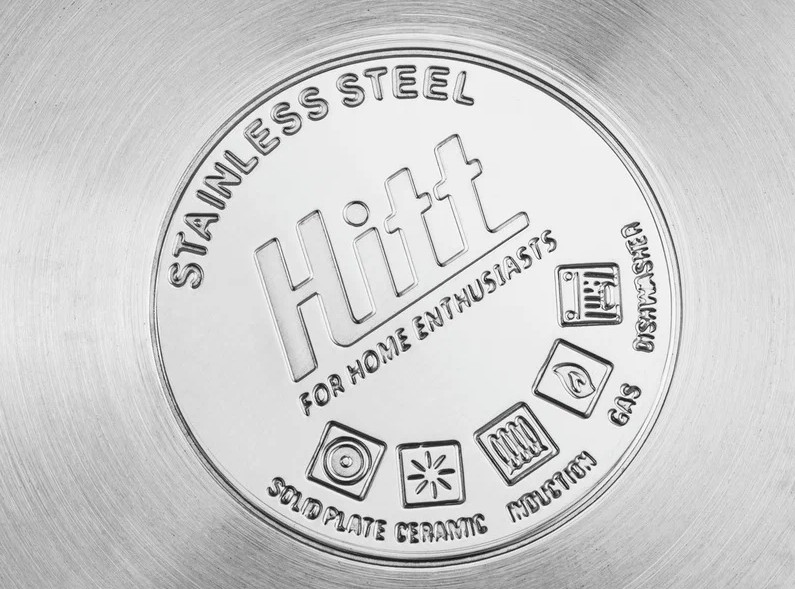 STAINLESS STEEL
Hitt
FOR HOME ENTHUSIASTS
SOLID PLATE
CERAMIC
INDUCTION
GAS
DISHWASHER